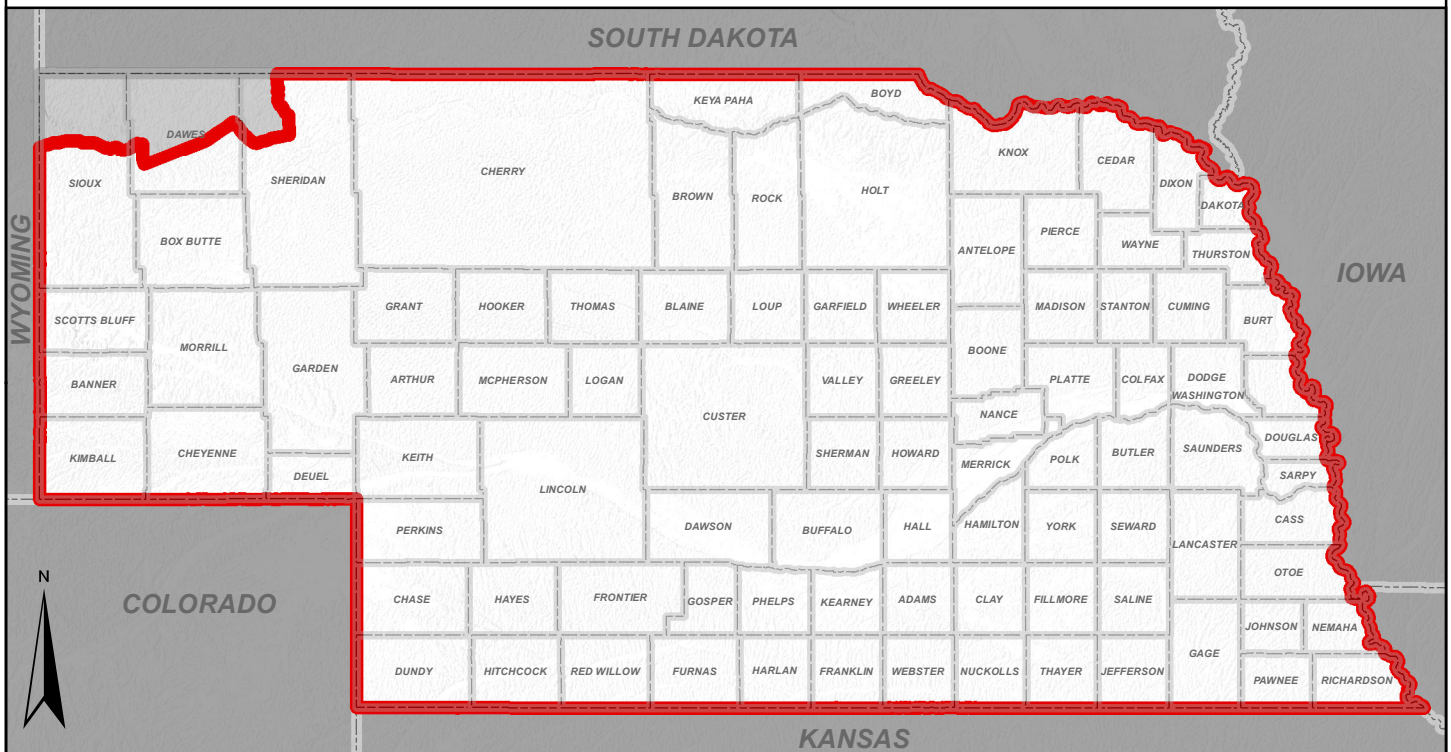 SOUTH DAKOTA
KEYA PAHA
BOYD
DAWES
KNOX
CEDAR
CHERRY
SIOUX
SHERIDAN
DIXON
HOLT
BROWN
ROCK
DAKOTA
PIERCE
BOX BUTTE
WAYNE
ANTELOPE
THURSTON
WYOMING
IOWA
GRANT
HOOKER
THOMAS
BLAINE
LOUP
GARFIELD
WHEELER
MADISON
STANTON
CUMING
SCOTTS BLUFF
BURT
MORRILL
BOONE
GARDEN
BANNER
ARTHUR
MCPHERSON
LOGAN
VALLEY
GREELEY
PLATTE
COLFAX
DODGE
WASHINGTON
CUSTER
NANCE
DOUGLAS
SAUNDERS
KIMBALL
CHEYENNE
KEITH
SHERMAN
HOWARD
MERRICK
POLK
BUTLER
DEUEL
SARPY
LINCOLN
PERKINS
DAWSON
BUFFALO
HALL
HAMILTON
YORK
SEWARD
CASS
LANCASTER
OTOE
N
COLORADO
CHASE
HAYES
FRONTIER
GOSPER
PHELPS
KEARNEY
ADAMS
CLAY
FILLMORE
SALINE
JOHNSON
NEMAHA
GAGE
DUNDY
HITCHCOCK
RED WILLOW
FURNAS
HARLAN
FRANKLIN
WEBSTER
NUCKOLLS
THAYER
JEFFERSON
PAWNEE
RICHARDSON
KANSAS